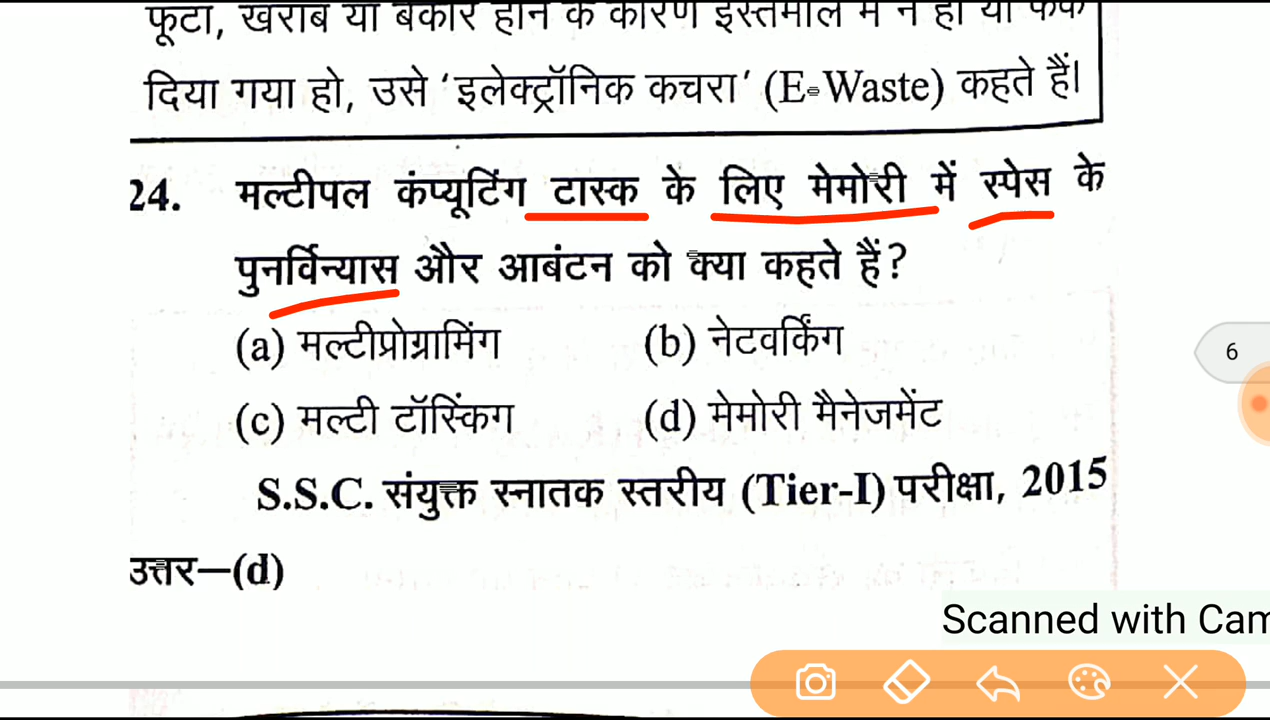 फूटा, खराब या बेकार होने के कारण इस्तेमाल में न हो या फेंक
दिया गया हो, उसे ‘इलेक्ट्रॉनिक कचरा’ (E-Waste) कहते हैं।
24. मल्टीपल कंप्यूटिंग टास्क के लिए मेमोरी में स्पेस के
पुनर्विन्यास और आबंटन को क्या कहते हैं?
(a) मल्टीप्रोग्रामिंग (b) नेटवर्किंग
(c) मल्टी टॉस्किंग (d) मेमोरी मैनेजमेंट
S.S.C. संयुक्त स्नातक स्तरीय (Tier-I) परीक्षा, 2015
उत्तर—(d)
6
Scanned with Cam